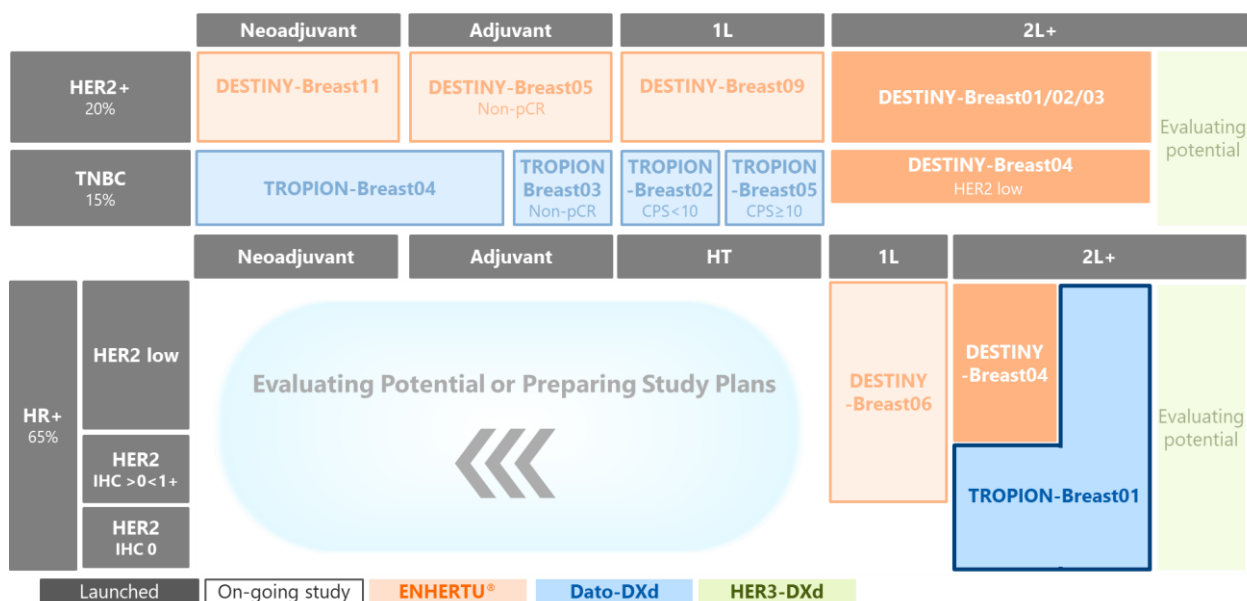 Neoadjuvant
Adjuvant
1L
2L+
HER2+
20%
DESTINY-Breast11
DESTINY-Breast05
Non-pCR
DESTINY-Breast09
DESTINY-Breast01/02/03
Evaluating
potential
TNBC
15%
TROPION-Breast04
TROPION
Breast03
Non-pCR
TROPION
-Breast02
CPS<10
TROPION
-Breast05
CPS≥10
DESTINY-Breast04
HER2 low
Neoadjuvant
Adjuvant
HT
1L
2L+
HR+
65%
HER2 low
HER2
IHC >0<1+
HER2
IHC 0
Evaluating Potential or Preparing Study Plans
DESTINY
-Breast06
DESTINY
-Breast04
TROPION-Breast01
Evaluating
potential
Launched
On-going study
ENHERTU®
Dato-DXd
HER3-DXd